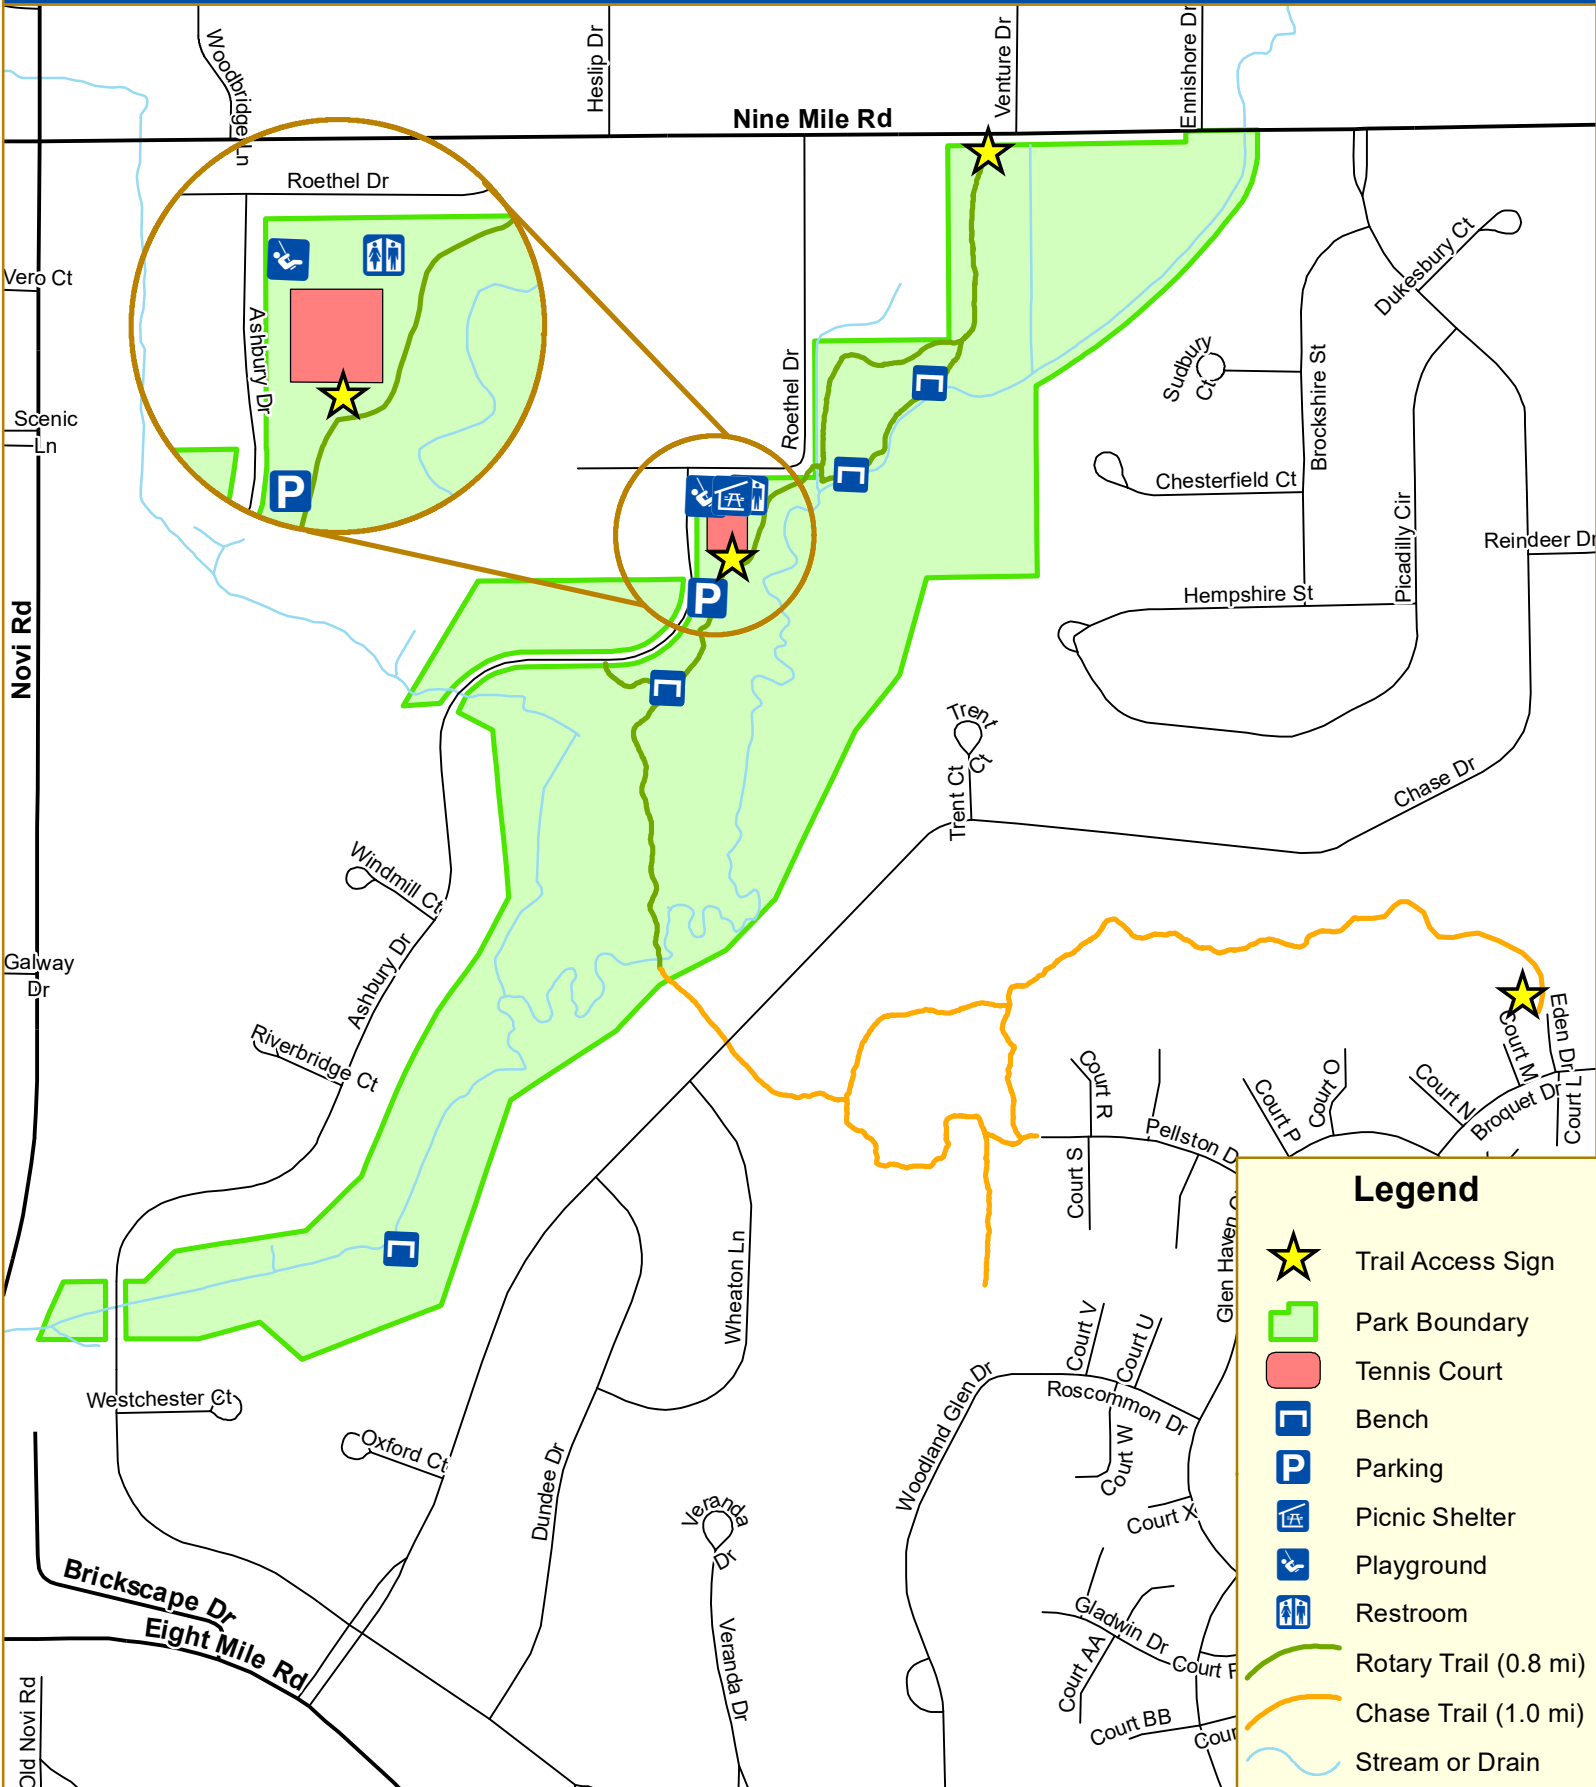 Woodbridge Ln
Heslip Dr
Venture Dr
Ennishore Dr
Nine Mile Rd
Roethel Dr
Vero Ct
Ashbury Dr
Dukesbury Ct
Sudbury
Ct
Brockshire St
Roethel Dr
Scenic
Ln
P
Chesterfield Ct
Picadilly Cir
Reindeer Dr
P
Hempshire St
Novi Rd
Trent
Ct
Trent Ct
Chase Dr
Windmill Ct
Ashbury Dr
Galway
Dr
Riverbridge Ct
Eden Dr
Court M
Court L
Broquet Dr
Court N
Court O
Court P
Court R
Pellston D
Court S
Glen Haven
Wheaton Ln
Court V
Court U
Roscommon Dr
Woodland Glen Dr
Court W
Court X
Westchester Ct
Oxford Ct
Dundee Dr
Veranda
Dr
Veranda Dr
Brickscape Dr
Eight Mile Rd
Old Novi Rd
Gladwin Dr
Court AA
Court
Court BB
Cour
Legend
Trail Access Sign
Park Boundary
Tennis Court
Bench
P Parking
Picnic Shelter
Playground
Restroom
Rotary Trail (0.8 mi)
Chase Trail (1.0 mi)
Stream or Drain